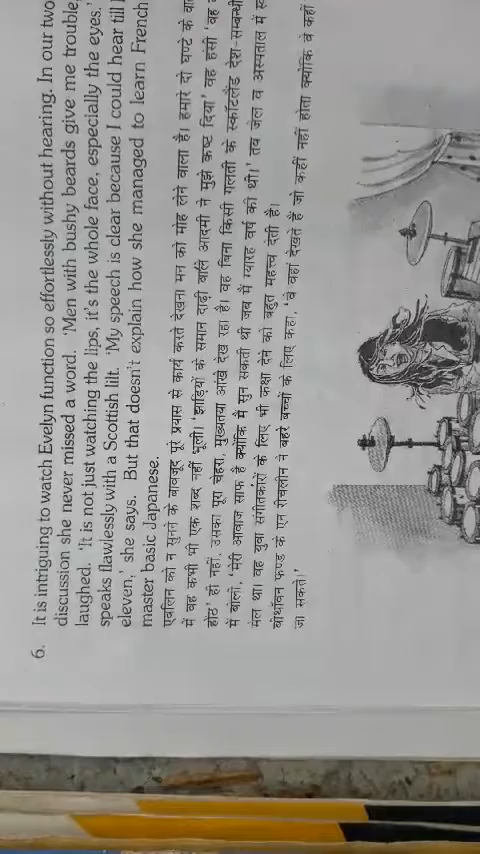 6. It is intriguing to watch Evelyn function so effortlessly without hearing. In our two
discussion she never missed a word. 'Men with bushy beards give me trouble,
laughed. 'It is not just watching the lips, it's the whole face, especially the eyes.'
speaks flawlessly with a Scottish lilt. 'My speech is clear because I could hear till I
eleven,' she says. But that doesn't explain how she managed to learn French
master basic Japanese.
एवलिन को न सुनने के बावजूद पूरे प्रयास से कार्य करते देखना मन को मोह लेने वाला है। हमारे दो घण्टे के
में वह कभी भी एक शब्द नहीं भूली। 'झाड़ियों के समान दाढ़ी वाले आदमी ने मुझे कष्ट दिया' वह हंसी 'वह
होंठ' ही नहीं, उसका पूरा चेहरा, मुख्यतया आंखे देख रहा है। वह बिना किसी गलती के स्कॉटलैंड देश-सम्बन्धी
में बोली, 'मेरी आवाज साफ है क्योंकि मैं सुन सकती थी जब मैं ग्यारह वर्ष की थी।' तब जेल व अस्पताल में
मेल था। वह युवा संगीतकारों के लिए भी कक्षा देने को बहुत महत्त्व देती है।
फण्ड के एन रीचलीन ने बहरे बच्चों के लिए कहा, 'वे वहां देखते हैं जो कहीं नहीं होता क्योंकि वे कहीं
जा सकते।'